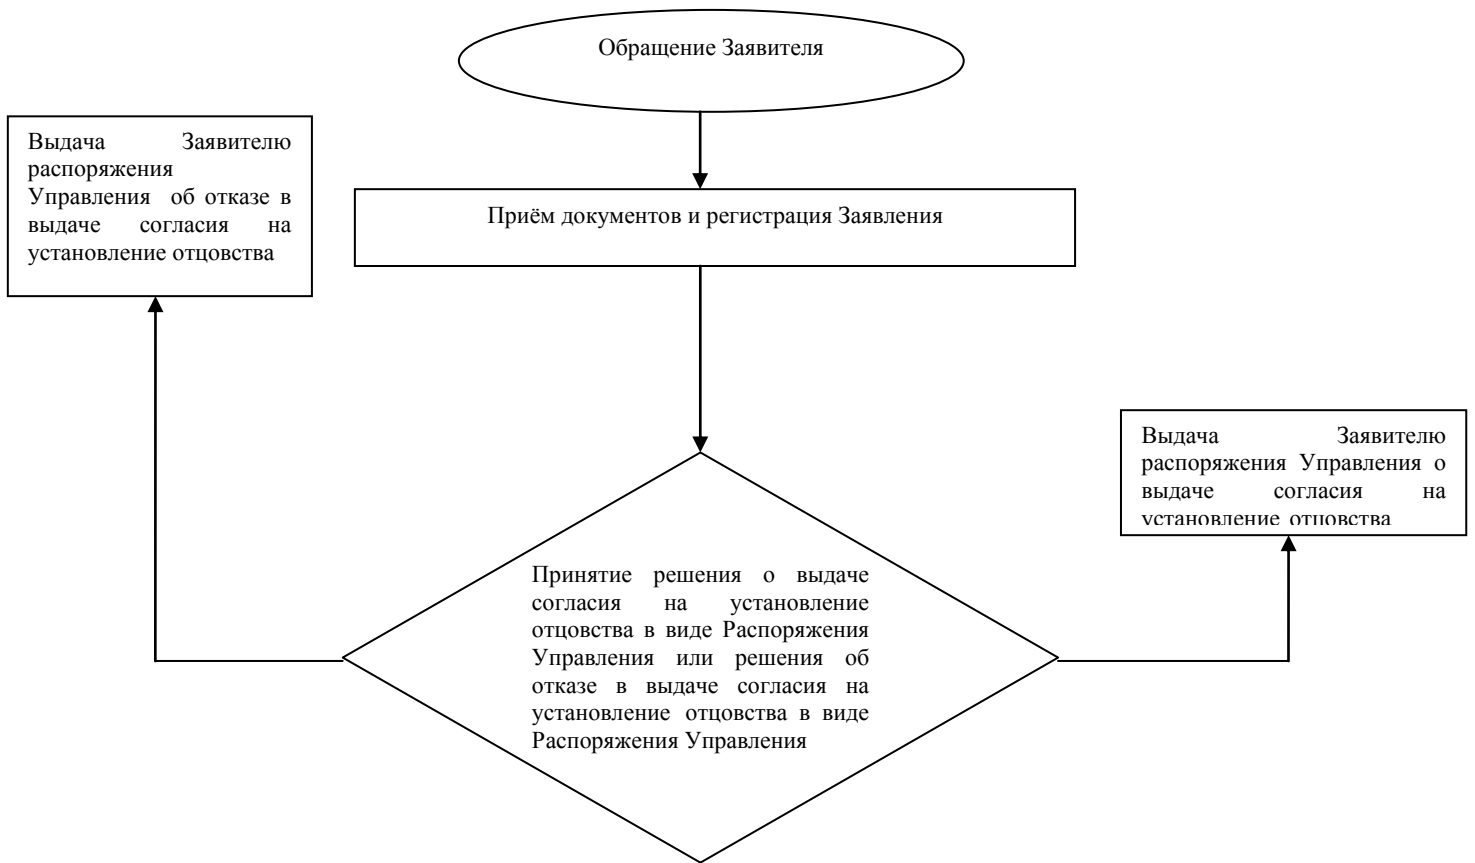 Обращение Заявителя
Выдача Заявителю
распоряжения
Управления об отказе в
выдаче согласия на
установление отцовства
Приём документов и регистрация Заявления
Выдача Заявителю
распоряжения Управления о
выдаче согласия на
установление отцовства
Принятие решения о выдаче
согласия на установление
отцовства в виде Распоряжения
Управления или решения об
отказе в выдаче согласия на
установление отцовства в виде
Распоряжения Управления